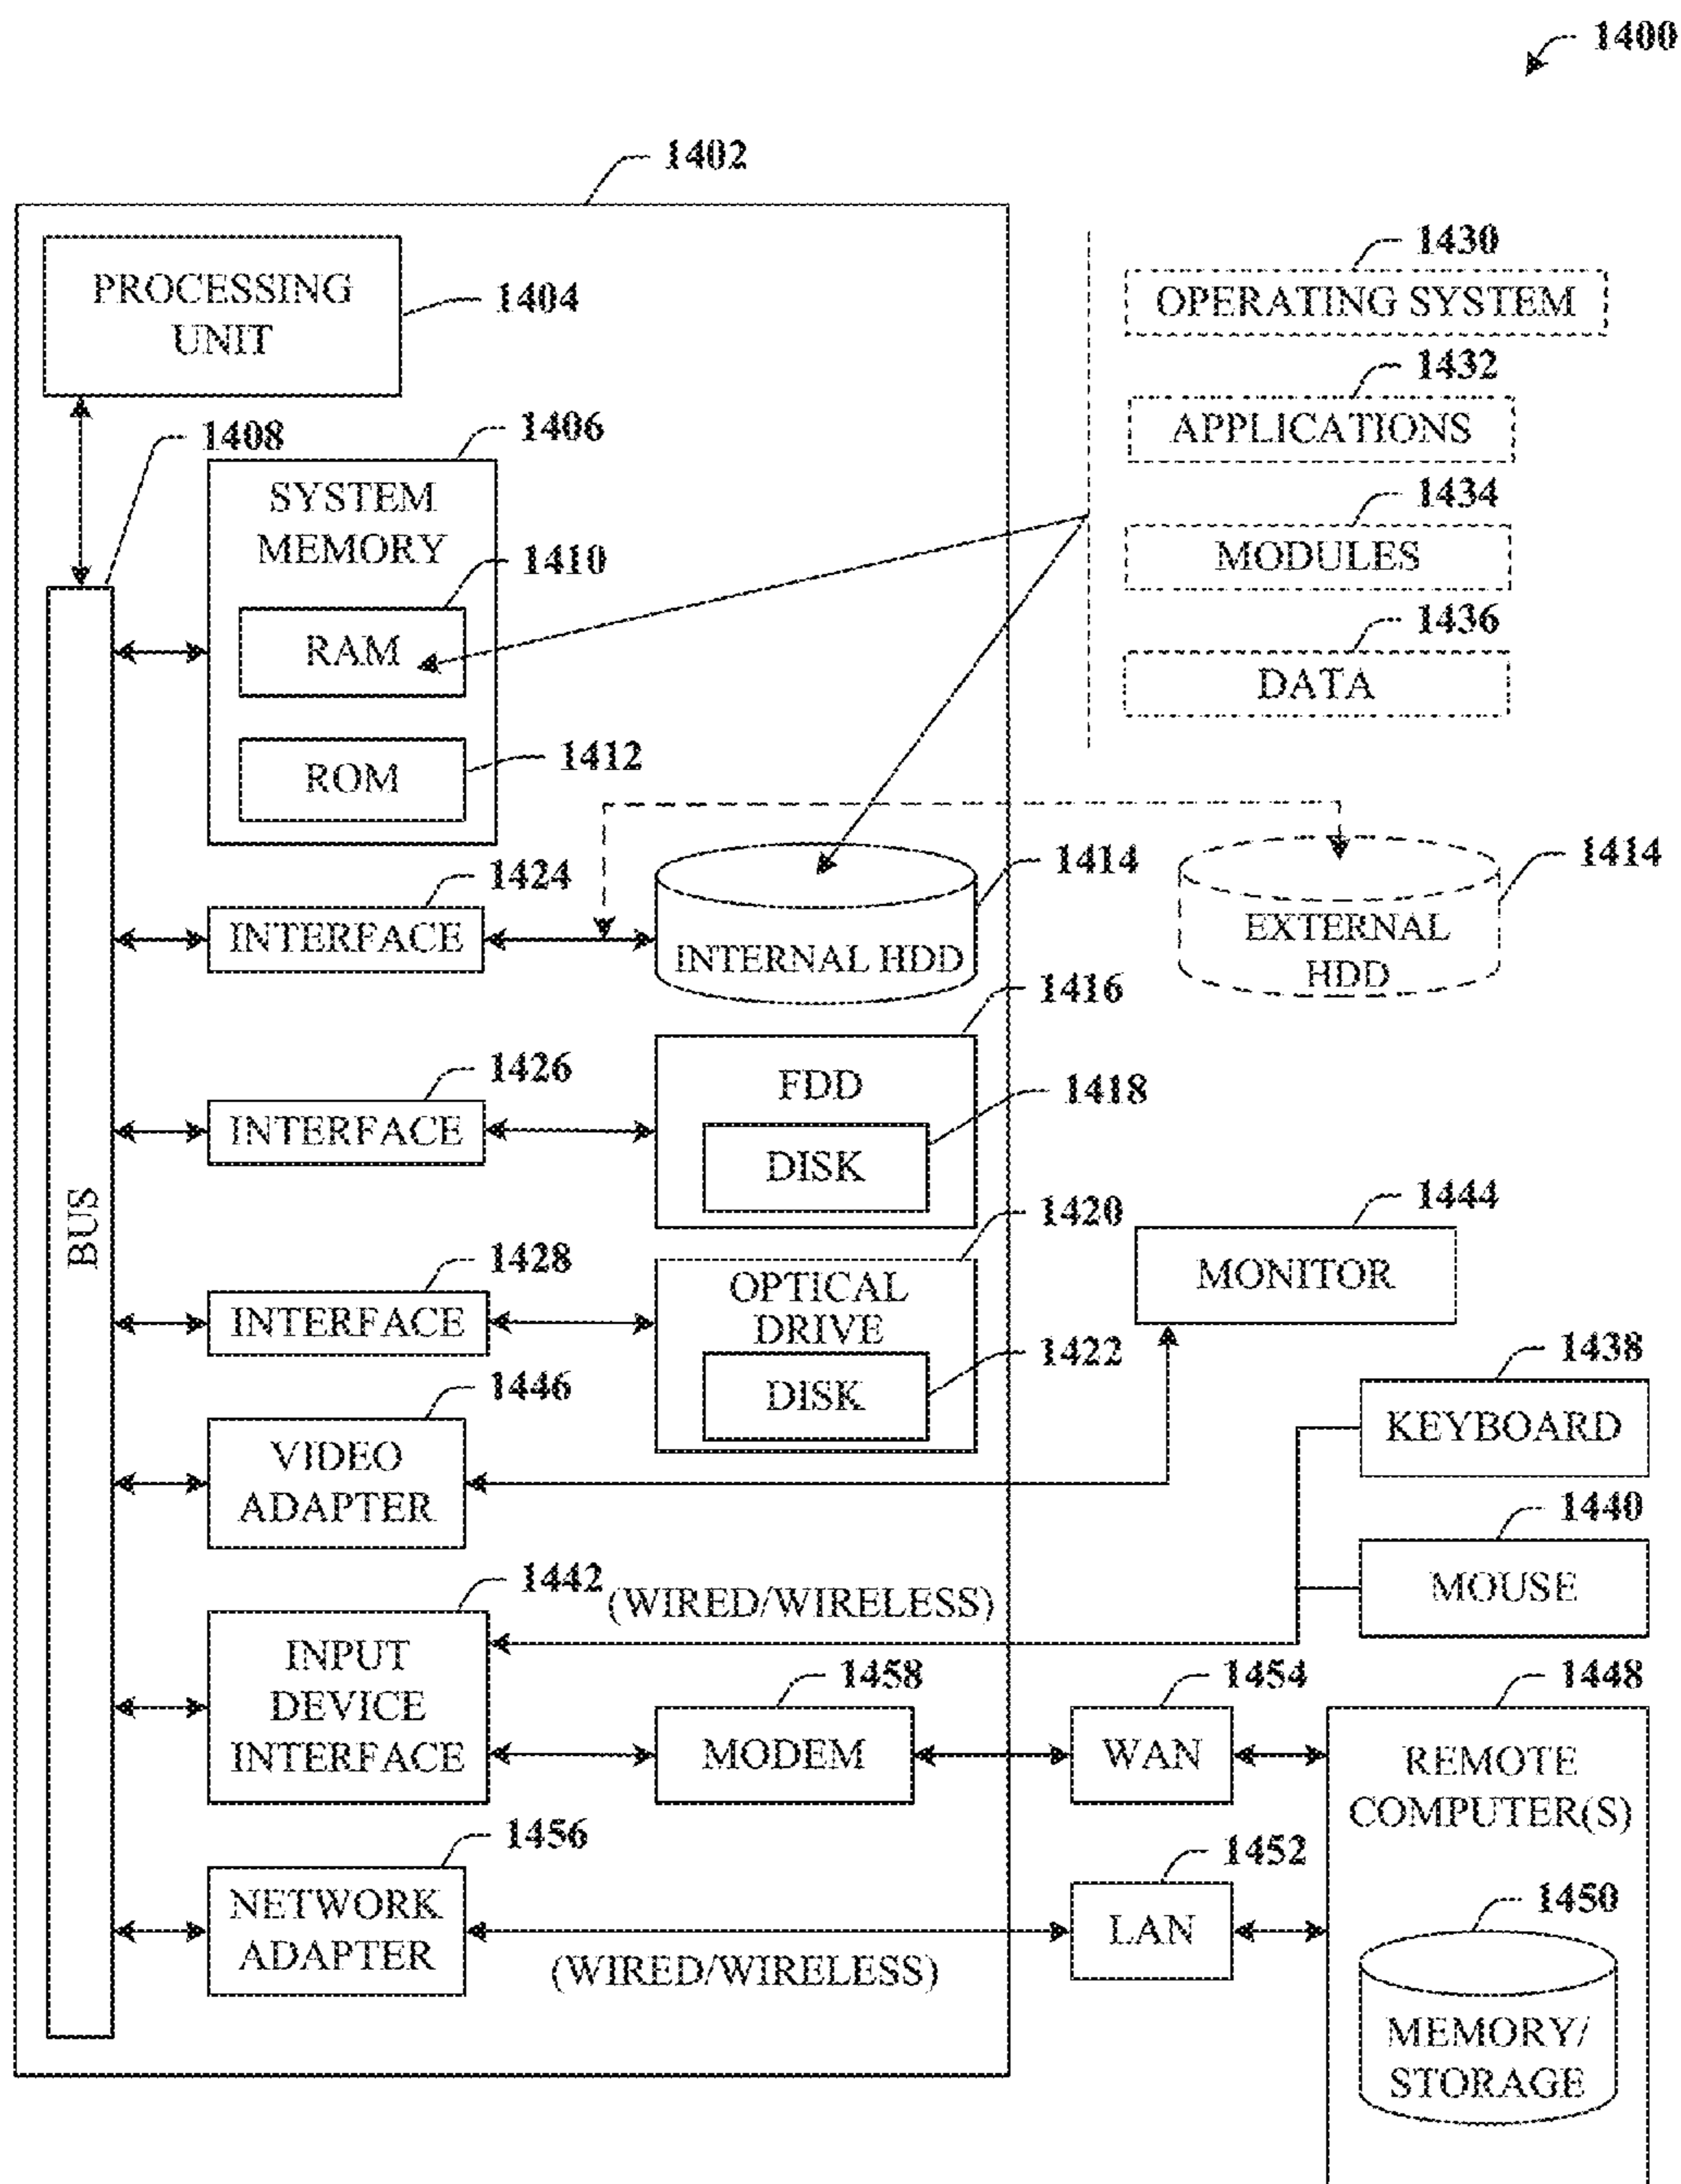 1400
1402
PROCESSING
UNIT
1404
1430
OPERATING SYSTEM
1432
APPLICATIONS
1434
MODULES
1436
DATA
1408
1406
SYSTEM
MEMORY
1410
RAM
1412
ROM
1424
INTERFACE
1414
INTERNAL HDD
1414
EXTERNAL
HDD
1416
1426
INTERFACE
FDD
1418
DISK
BUS
1420
1428
INTERFACE
OPTICAL
DRIVE
1422
DISK
1444
MONITOR
1438
KEYBOARD
1446
VIDEO
ADAPTER
1440
MOUSE
1442
(WIRED/WIRELESS)
INPUT
DEVICE
INTERFACE
1458
MODEM
1454
WAN
1448
REMOTE
COMPUTER(S)
1456
NETWORK
ADAPTER
(WIRED/WIRELESS)
1452
LAN
1450
MEMORY/
STORAGE